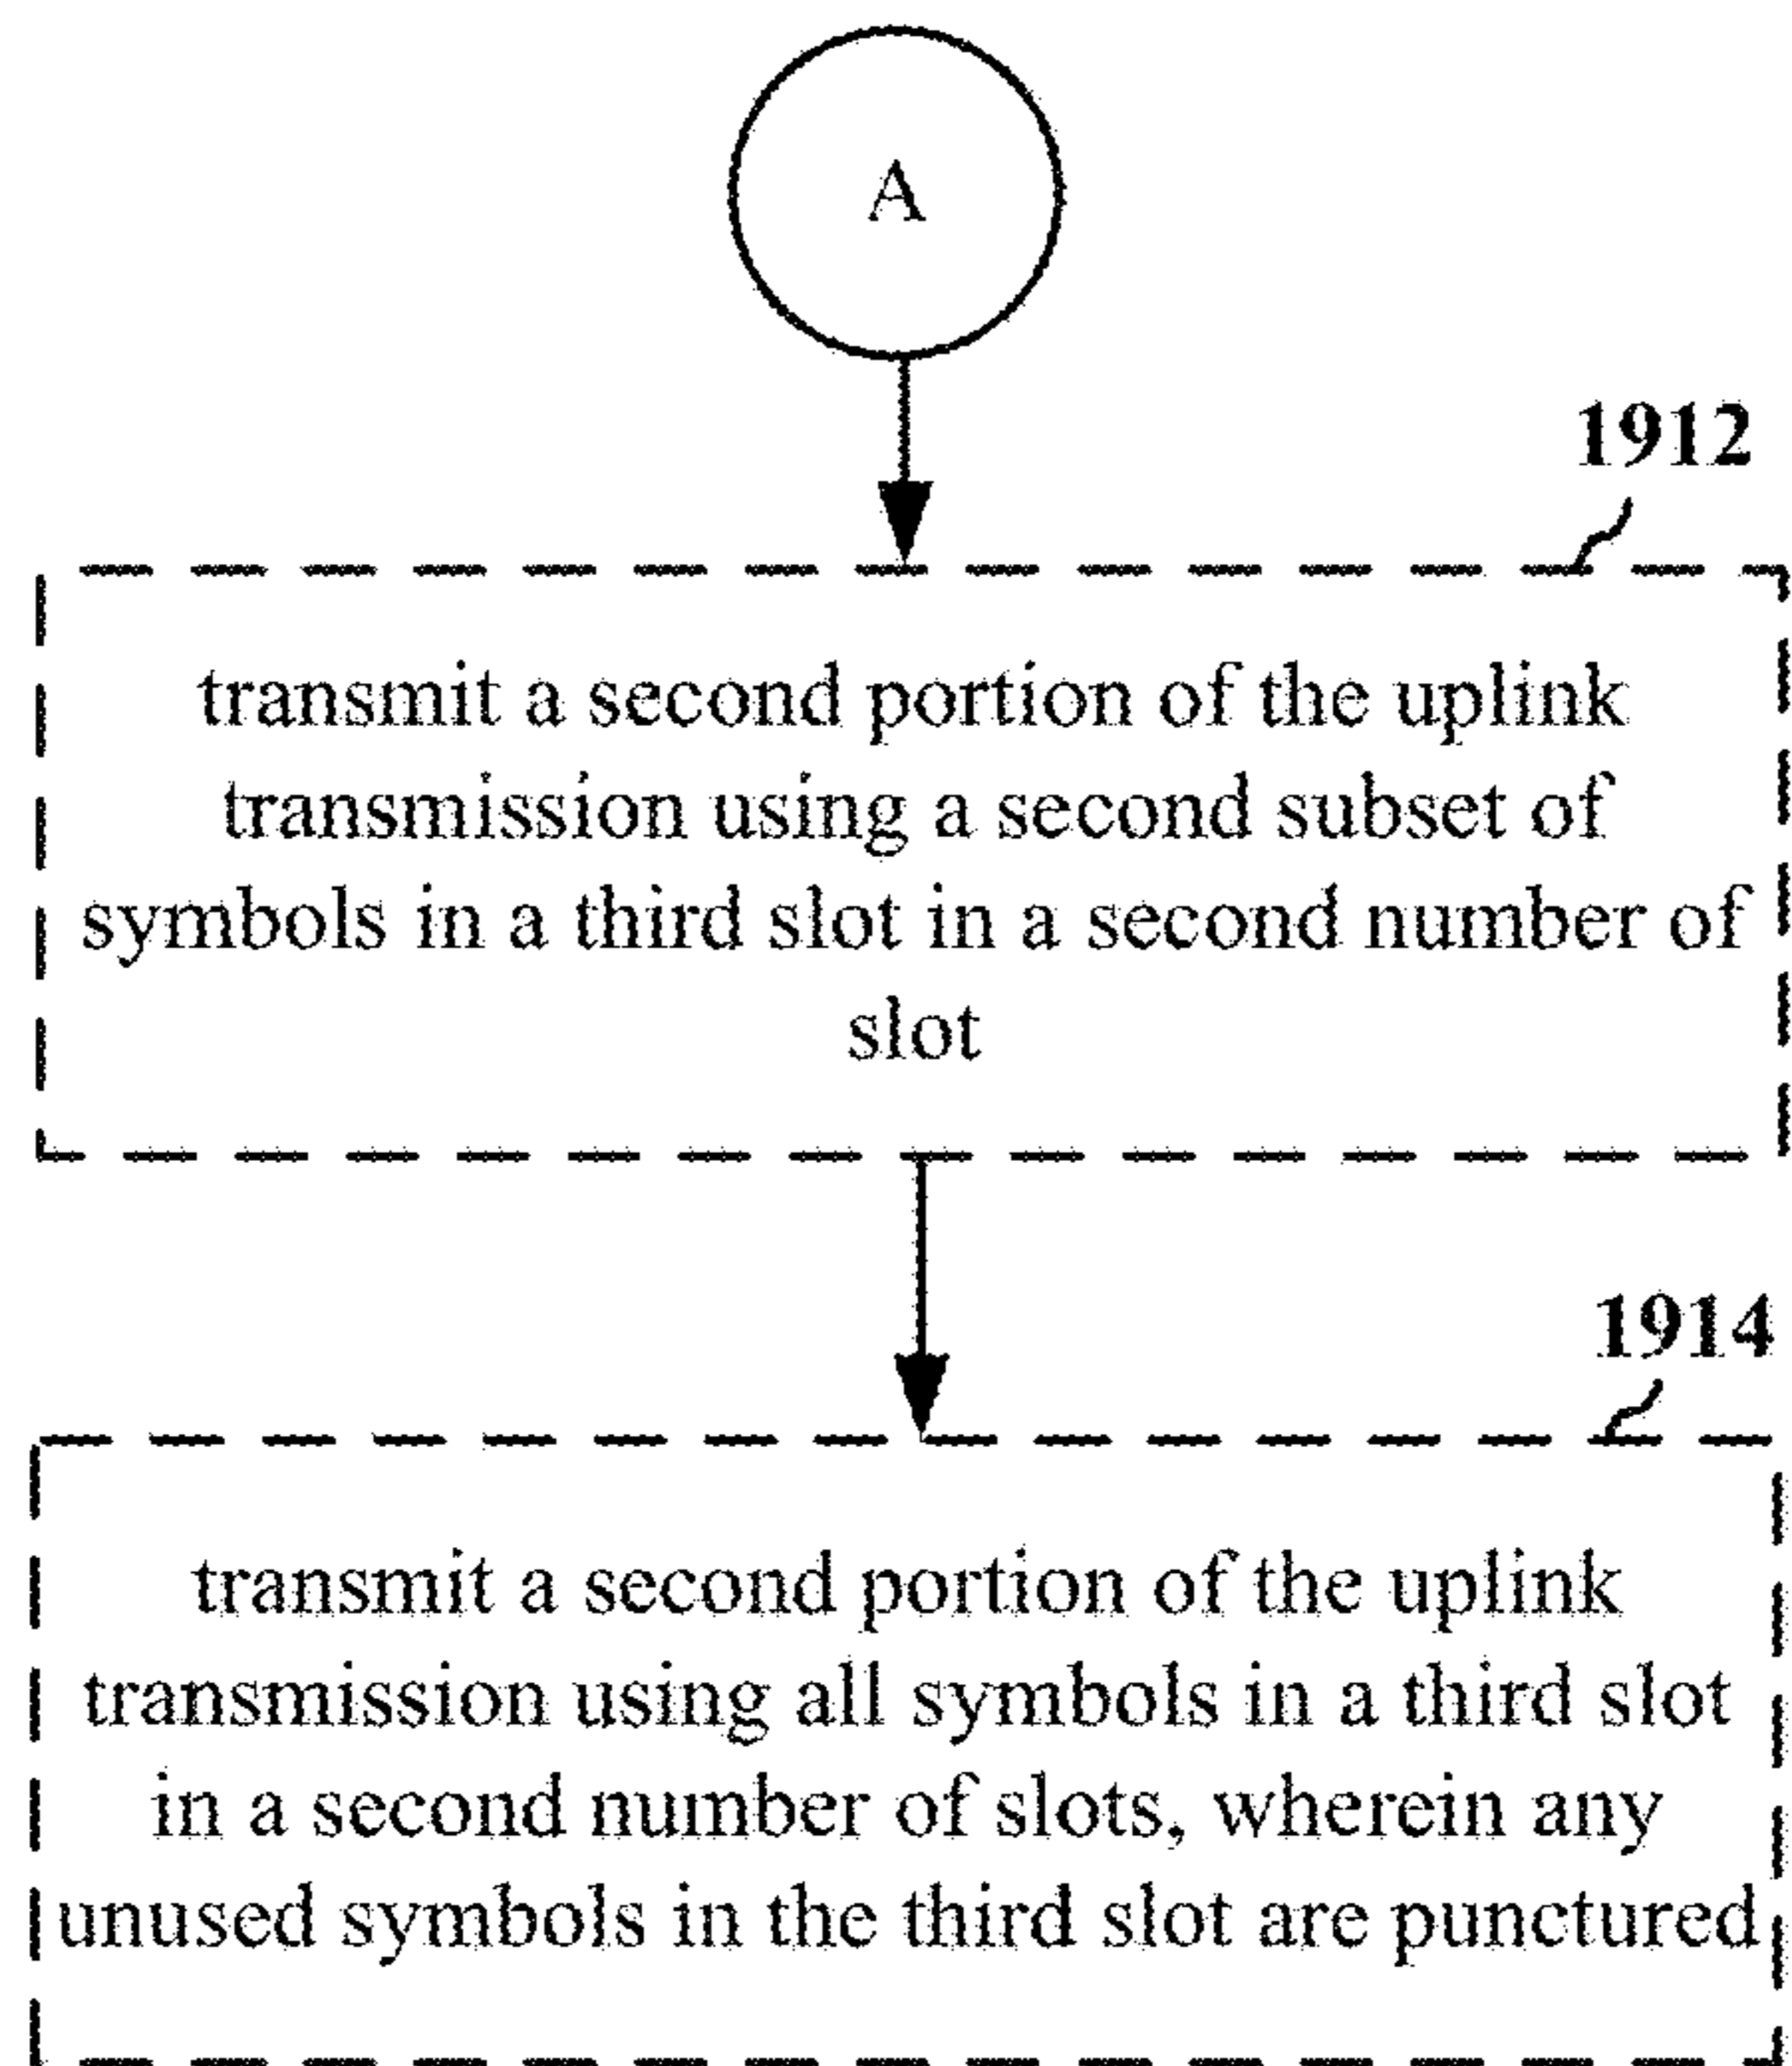 A
1912
transmit a second portion of the uplink
transmission using a second subset of
symbols in a third slot in a second number of
slot
1914
transmit a second portion of the uplink
transmission using all symbols in a third slot
in a second number of slots, wherein any
unused symbols in the third slot are punctured